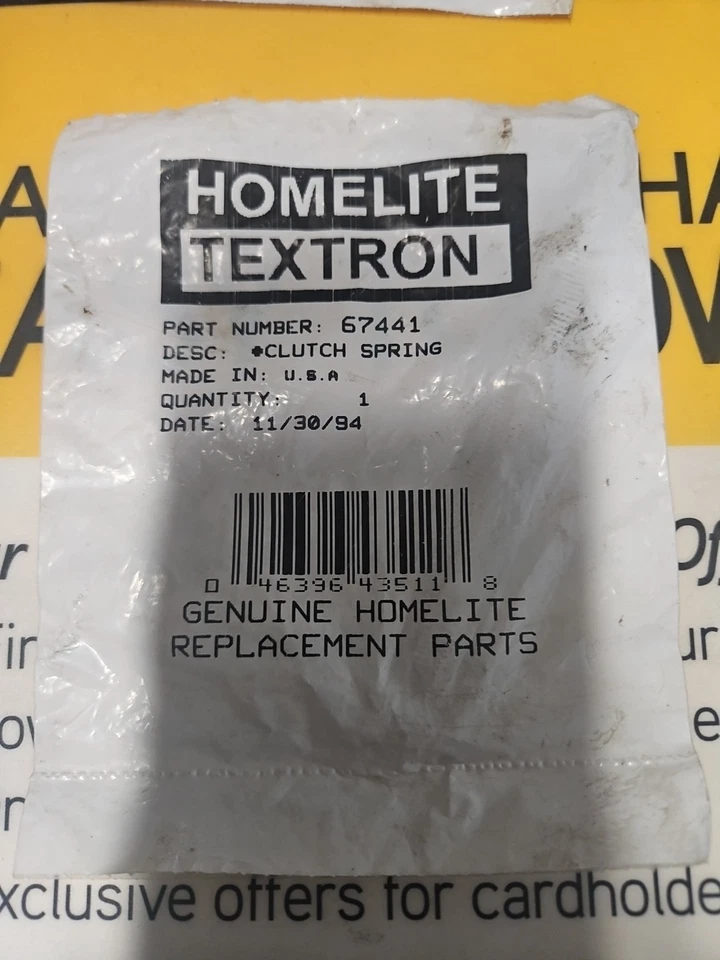 HOMELITE
TEXTRON
PART NUMBER: 67441
DESC: *CLUTCH SPRING
MADE IN: U.S.A
QUANTITY: 1
DATE: 11/30/94
0 46396 43511 8
GENUINE HOMELITE
REPLACEMENT PARTS
xclusive offers for cardholde